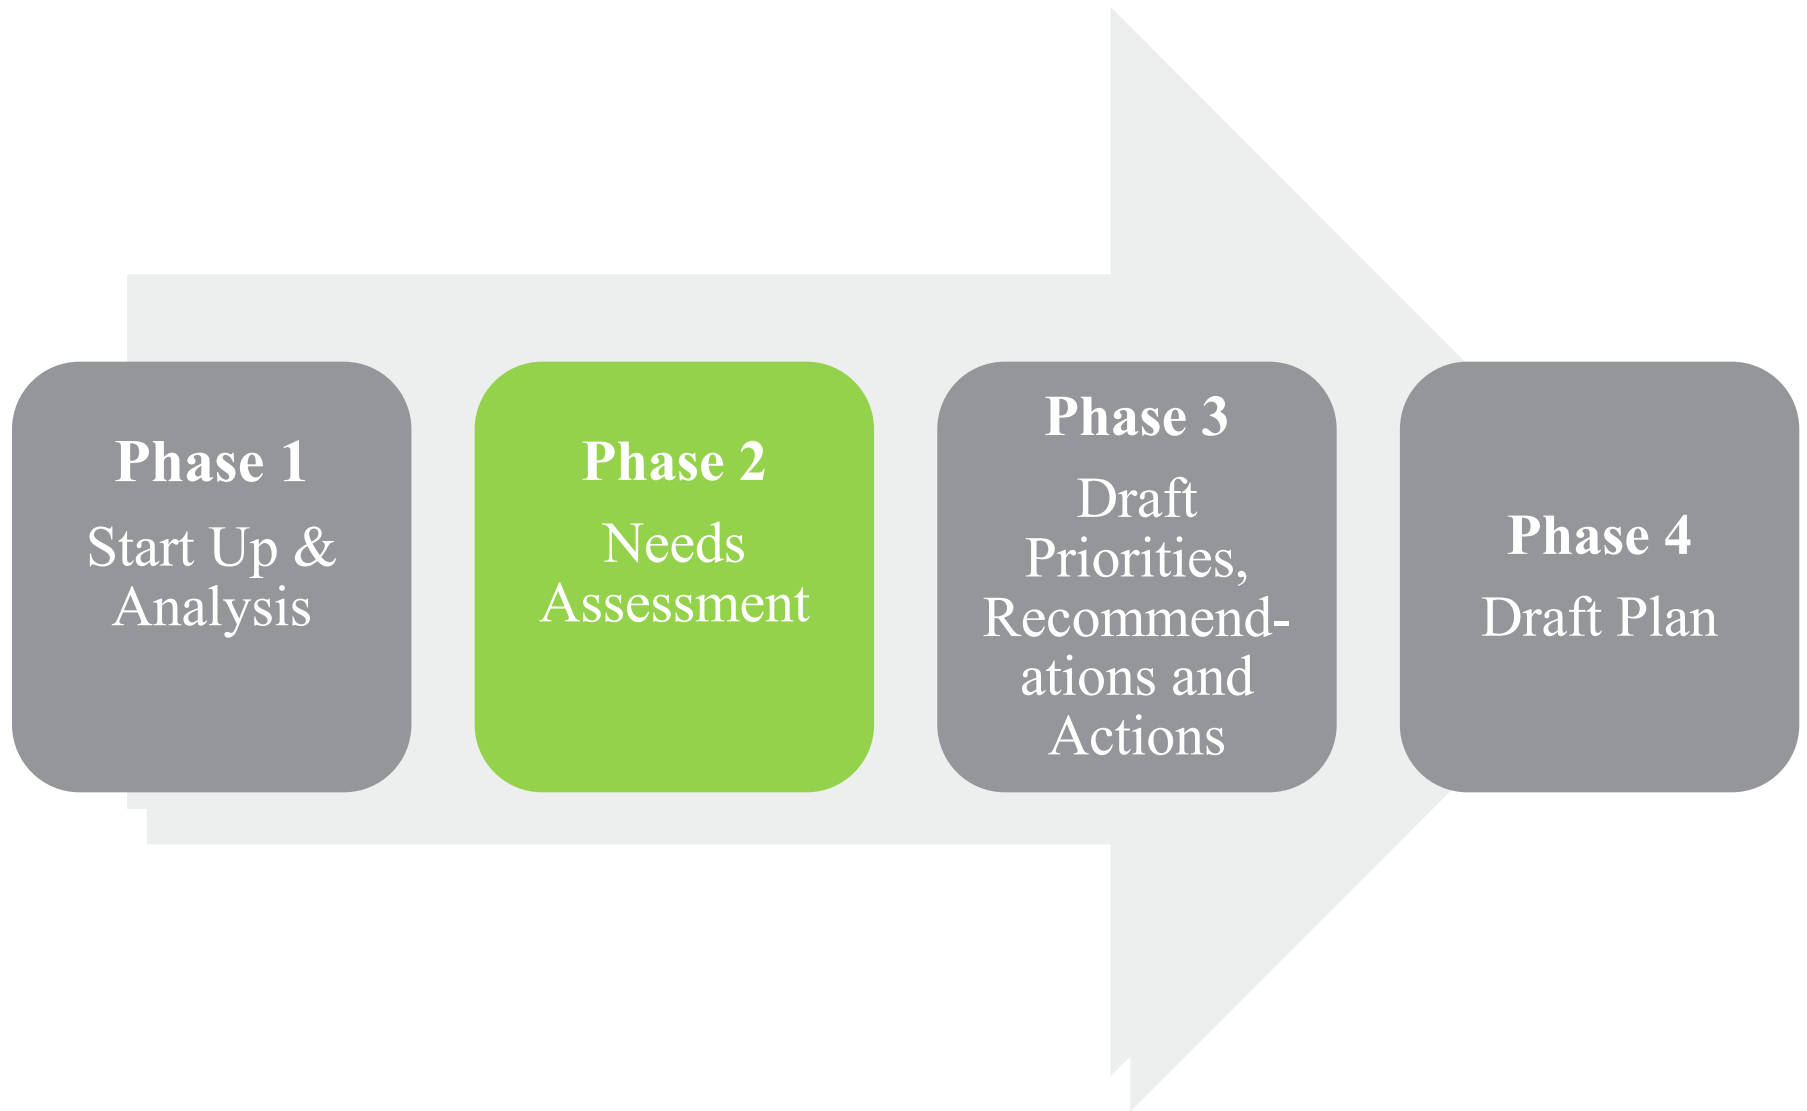 Phase 1
Start Up &
Analysis
Phase 2
Needs
Assessment
Phase 3
Draft
Priorities,
Recommend-
ations and
Actions
Phase 4
Draft Plan